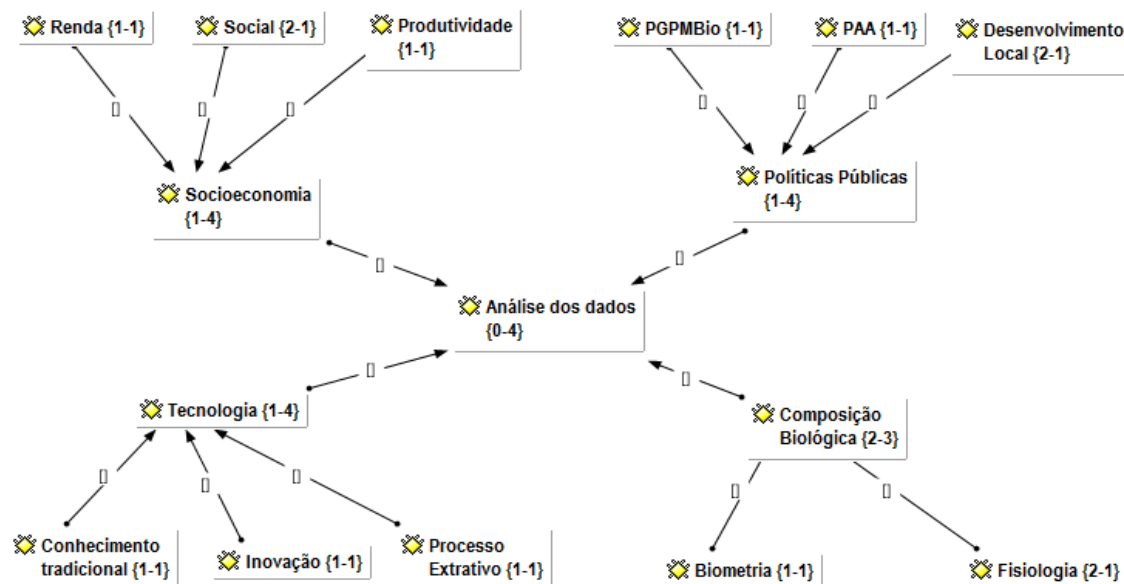 Renda {1-1}
Social {2-1}
Produtividade
{1-1}
PGPMBio {1-1}
PAA {1-1}
Desenvolvimento
Local {2-1}
[]
[]
[]
[]
[]
[]
Socioeconomia
{1-4}
Políticas Públicas
{1-4}
[]
[]
Análise dos dados
{0-4}
[]
[]
Tecnologia {1-4}
Composição
Biológica {2-3}
[]
[]
[]
[]
[]
Conhecimento
tradicional {1-1}
Inovação {1-1}
Processo
Extrativo {1-1}
Biometria {1-1}
Fisiologia {2-1}